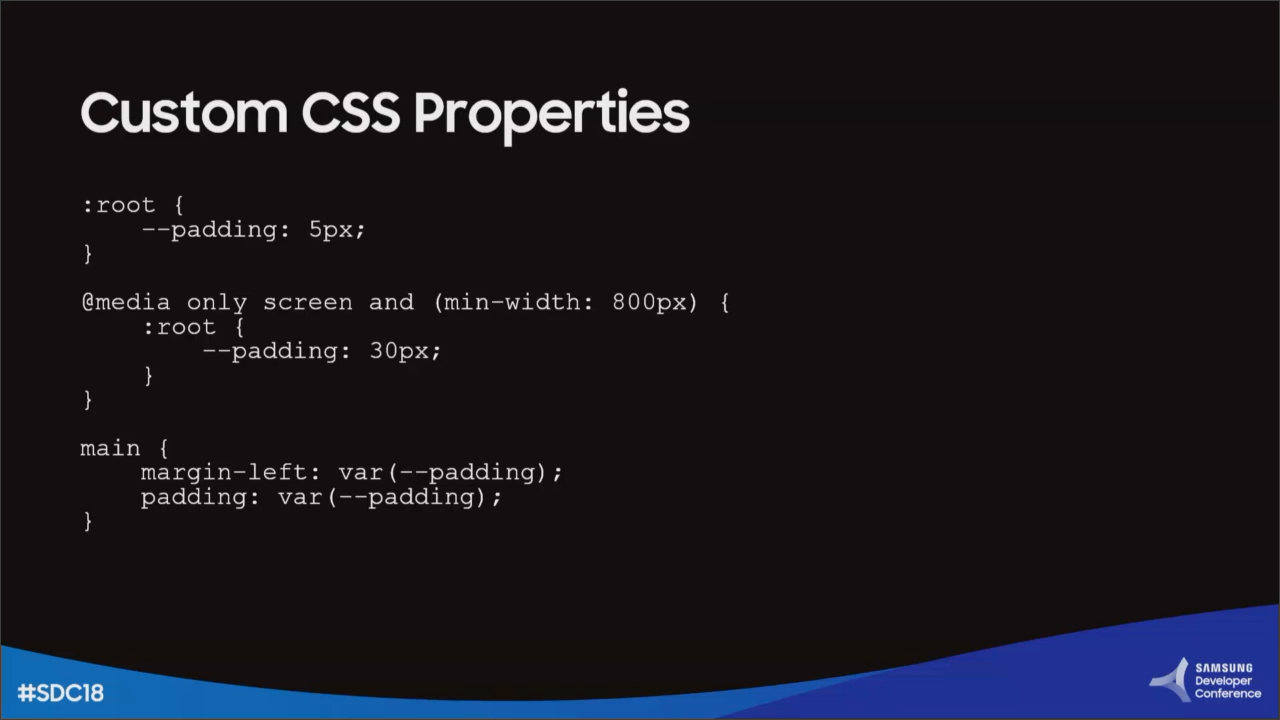 Custom CSS Properties
:root {
    --padding: 5px;
}
@media only screen and (min-width: 800px) {
    :root {
        --padding: 30px;
    }
}
main {
    margin-left: var(--padding);
    padding: var(--padding);
}
#SDC18
SAMSUNG
Developer
Conference